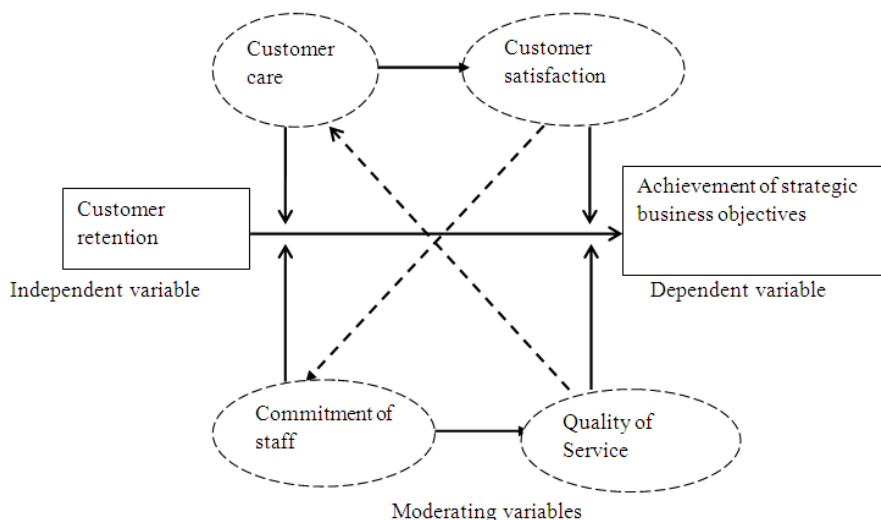 Customer
care
Customer
satisfaction
Customer
retention
Achievement of strategic
business objectives
Independent variable
Dependent variable
Commitment of
staff
Quality of
Service
Moderating variables